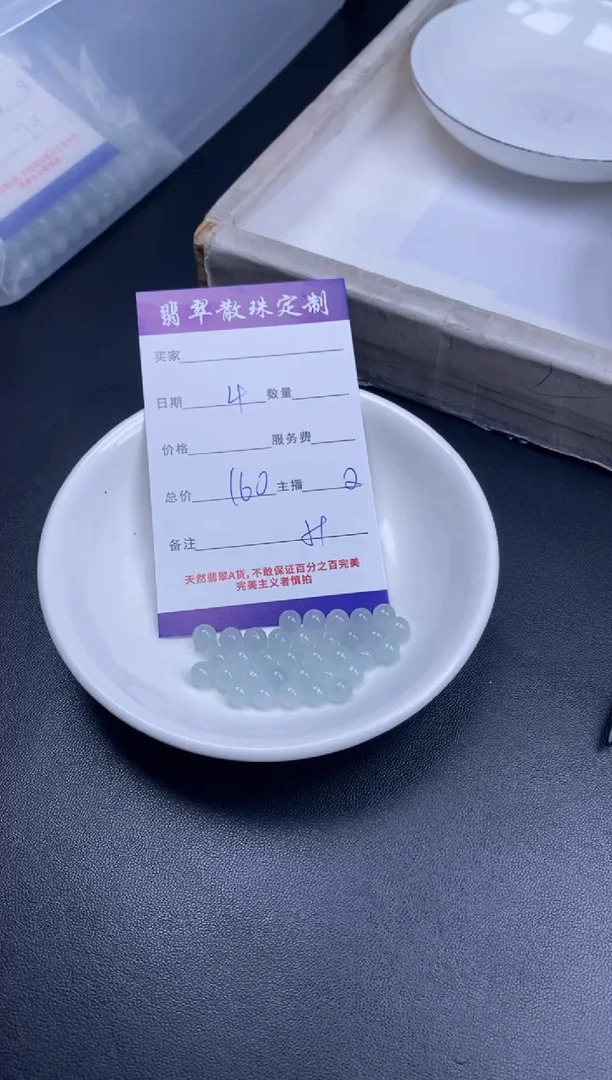 翡翠散珠定制
买家
日期 4 数量
价格 服务费
总价 160 主播 2
备注
天然翡翠A货,不敢保证百分之百完美
完美主义者慎拍